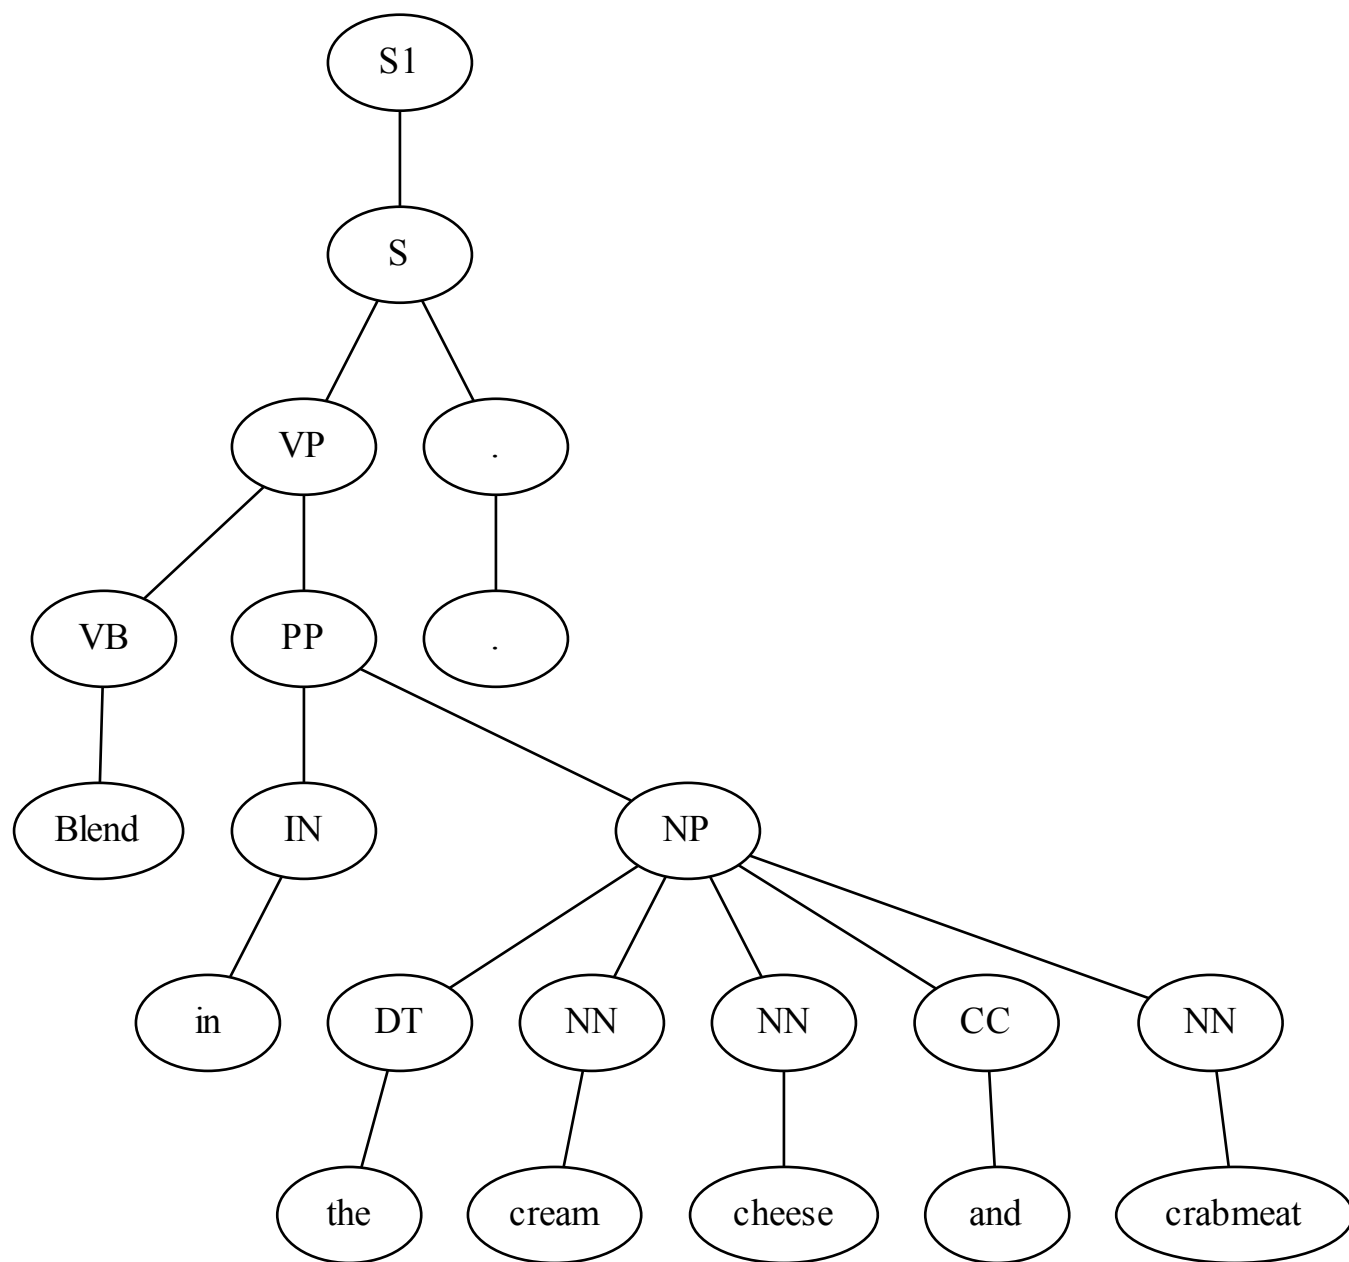 S1
S
VP .
VB PP .
Blend IN NP
in DT NN NN CC NN
the cream cheese and crabmeat